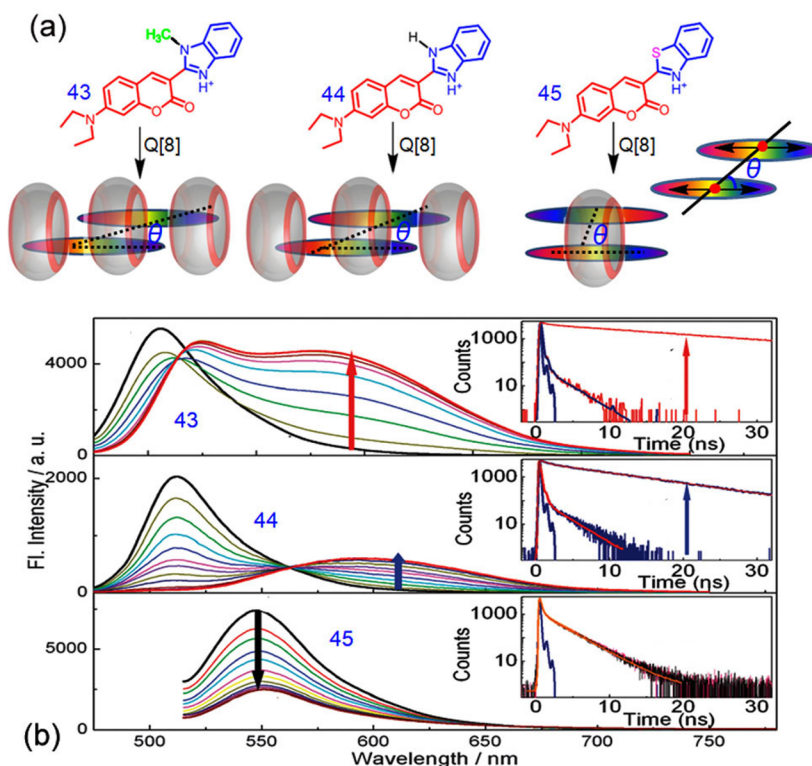 (a)
H₃C
N
N
H⁺
43
N
O
O
Q[8]
H
N
N
H⁺
44
N
O
O
Q[8]
S
N
H⁺
45
N
O
O
Q[8]
θ
θ
θ
θ
Fl. Intensity / a. u.
4000
0
43
Counts
1000
10
0 10 20 30
Time (ns)
2000
0
44
Counts
1000
10
0 10 20 30
Time (ns)
5000
0
45
Counts
1000
10
0 10 20 30
Time (ns)
500 550 600 650 700 750
Wavelength / nm
(b)